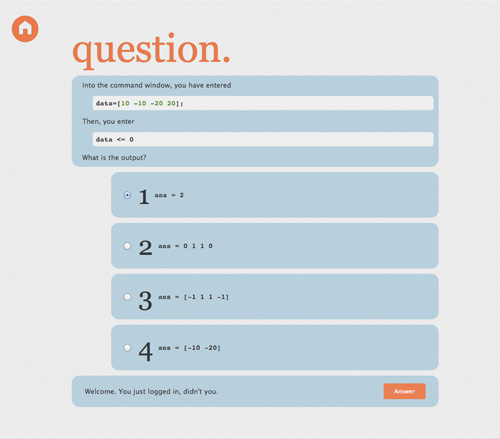 question.
Into the command window, you have entered
data=[10 -10 -20 20];
Then, you enter
data <= 0
What is the output?
1 ans = 2
2 ans = 0 1 1 0
3 ans = [-1 1 1 -1]
4 ans = [-10 -20]
Welcome. You just logged in, didn't you.
Answer